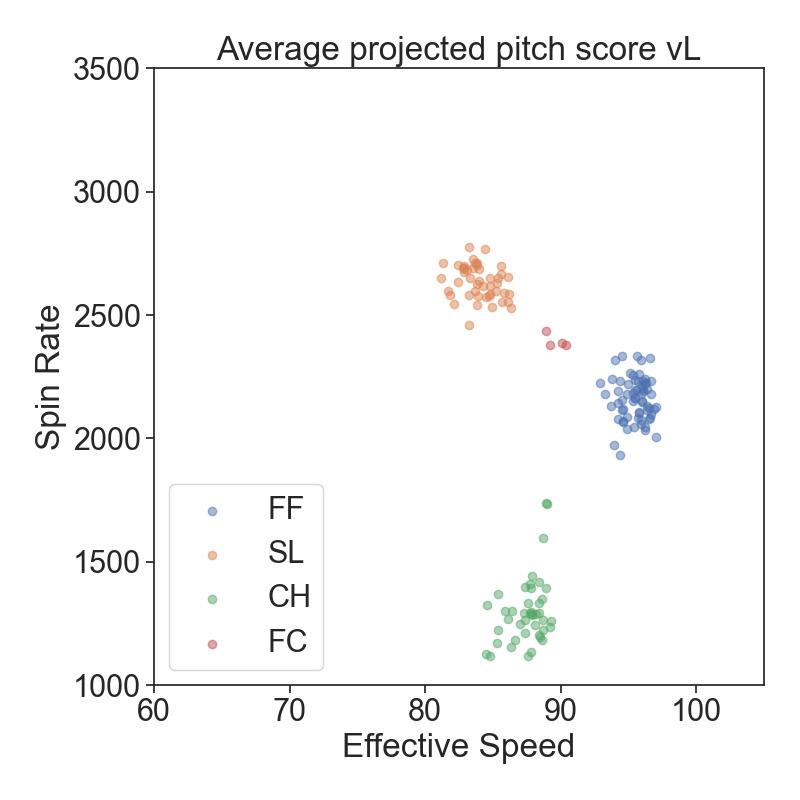 Average projected pitch score vL
3500
3000
2500
2000
1500
1000
Spin Rate
FF
SL
CH
FC
60 70 80 90 100
Effective Speed